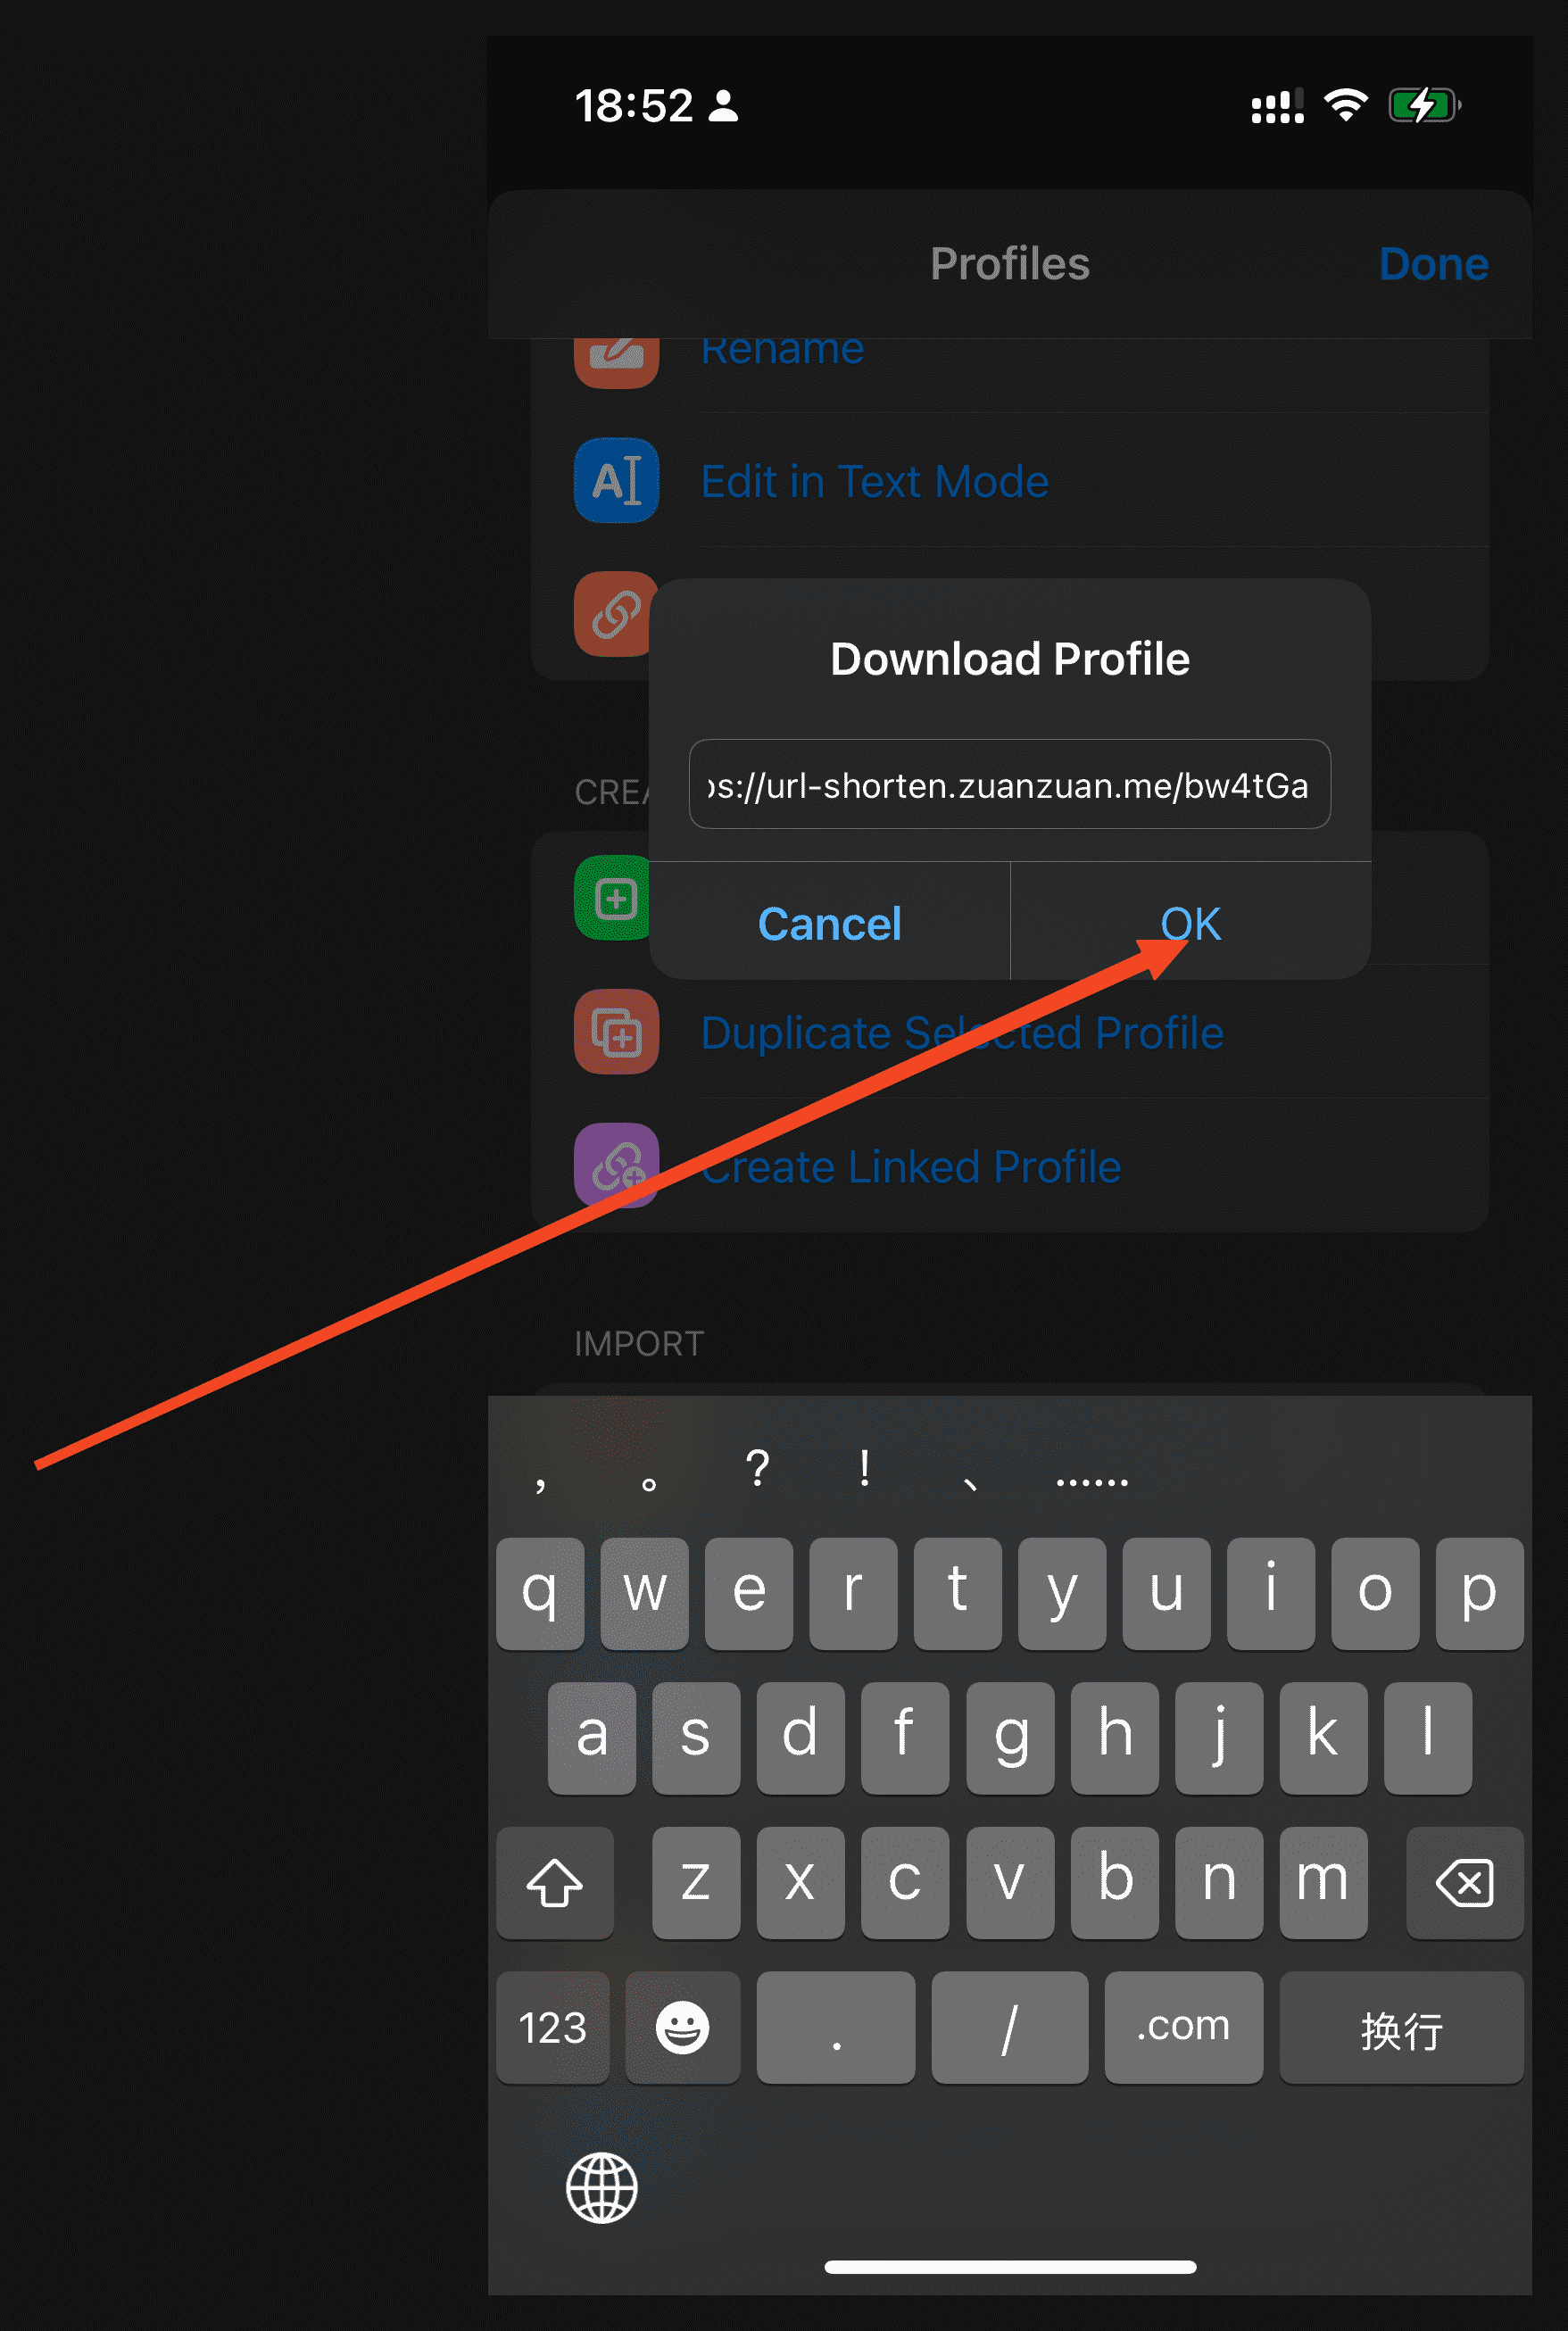 18:52
Profiles
Done
Rename
Edit in Text Mode
Download Profile
ps://url-shorten.zuanzuan.me/bw4tGa
CREA
Cancel
OK
Duplicate Selected Profile
Create Linked Profile
IMPORT
， 。 ? ! 、 ……
q w e r t y u i o p
a s d f g h j k l
z x c v b n m
123 . / .com 换行